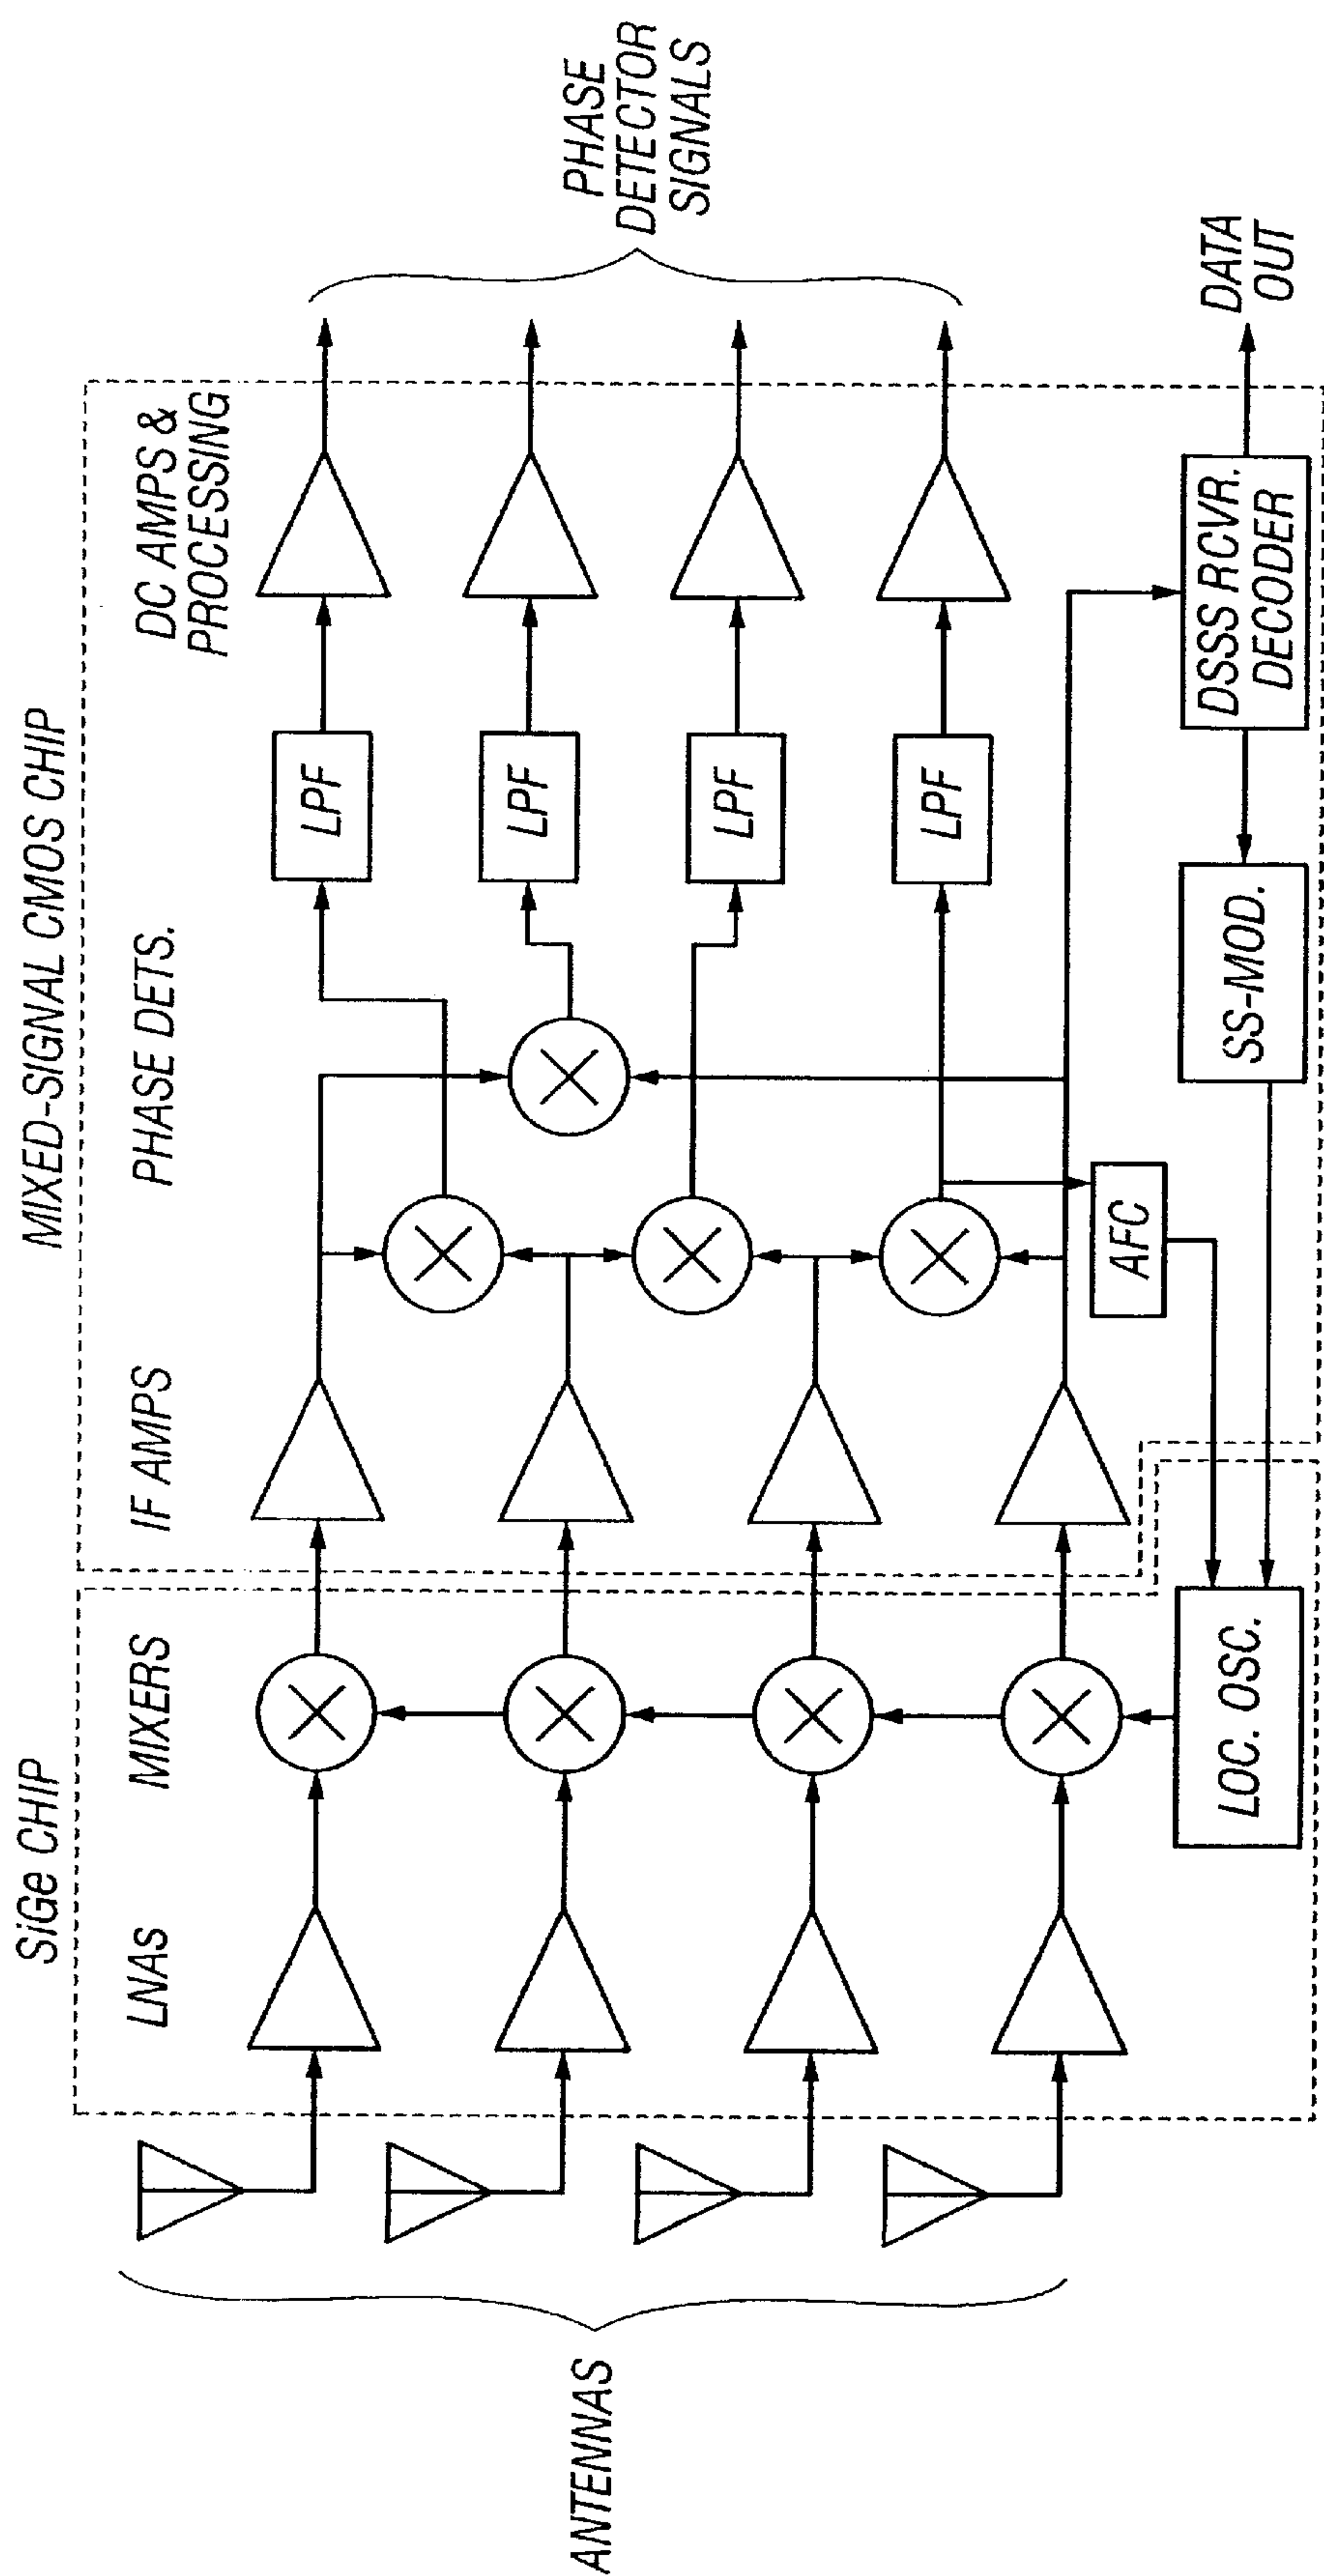 MIXED-SIGNAL CMOS CHIP
SiGe CHIP
LNAs
MIXERS
IF AMPS
PHASE DETS.
DC AMPS &
PROCESSING
ANTENNAS
LPF
LPF
LPF
LPF
PHASE
DETECTOR
SIGNALS
AFC
LOC. OSC.
SS-MOD.
DSSS RCVR.
DECODER
DATA
OUT